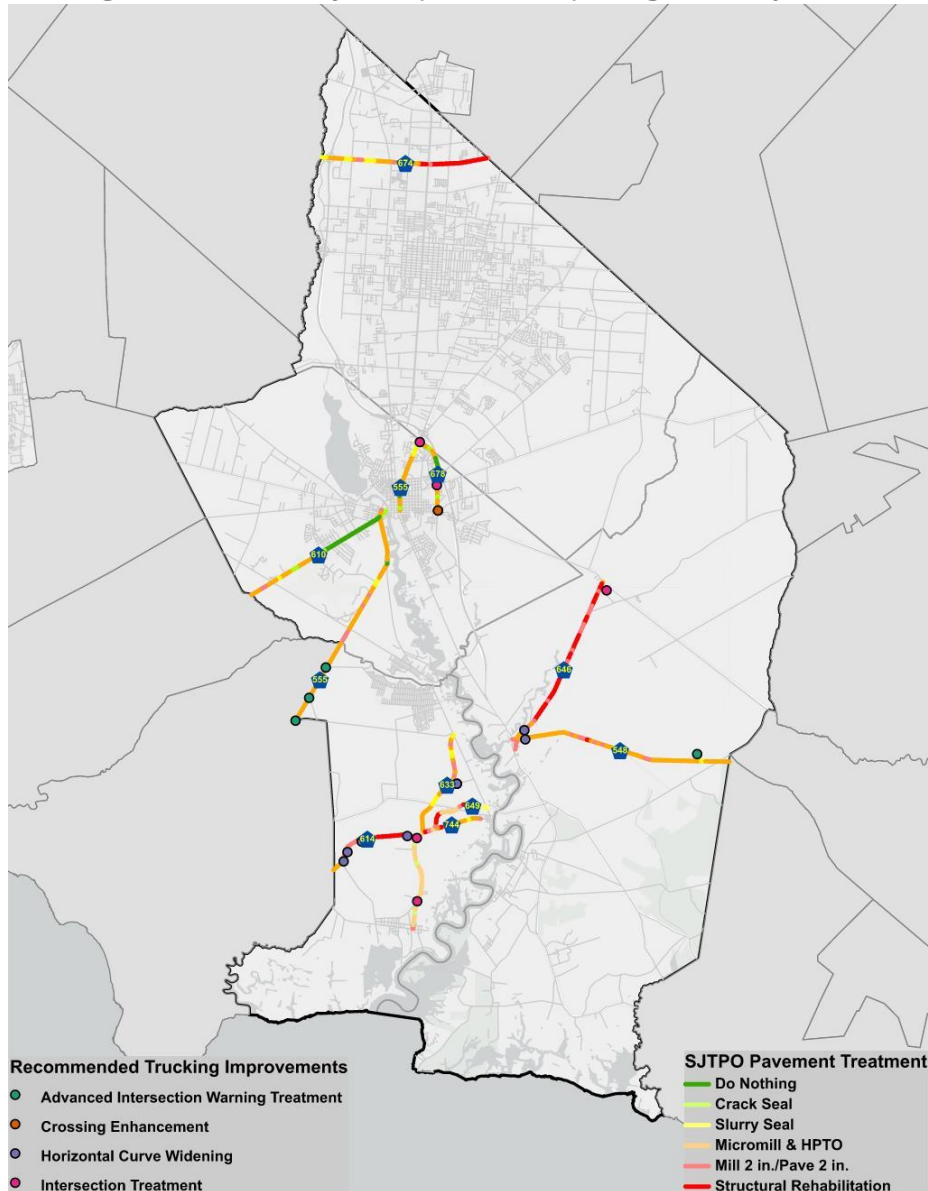 674
678
555
610
646
555
548
633
649
744
614
Recommended Trucking Improvements
Advanced Intersection Warning Treatment
Crossing Enhancement
Horizontal Curve Widening
Intersection Treatment
SJTPO Pavement Treatment
Do Nothing
Crack Seal
Slurry Seal
Micromill & HPTO
Mill 2 in./Pave 2 in.
Structural Rehabilitation